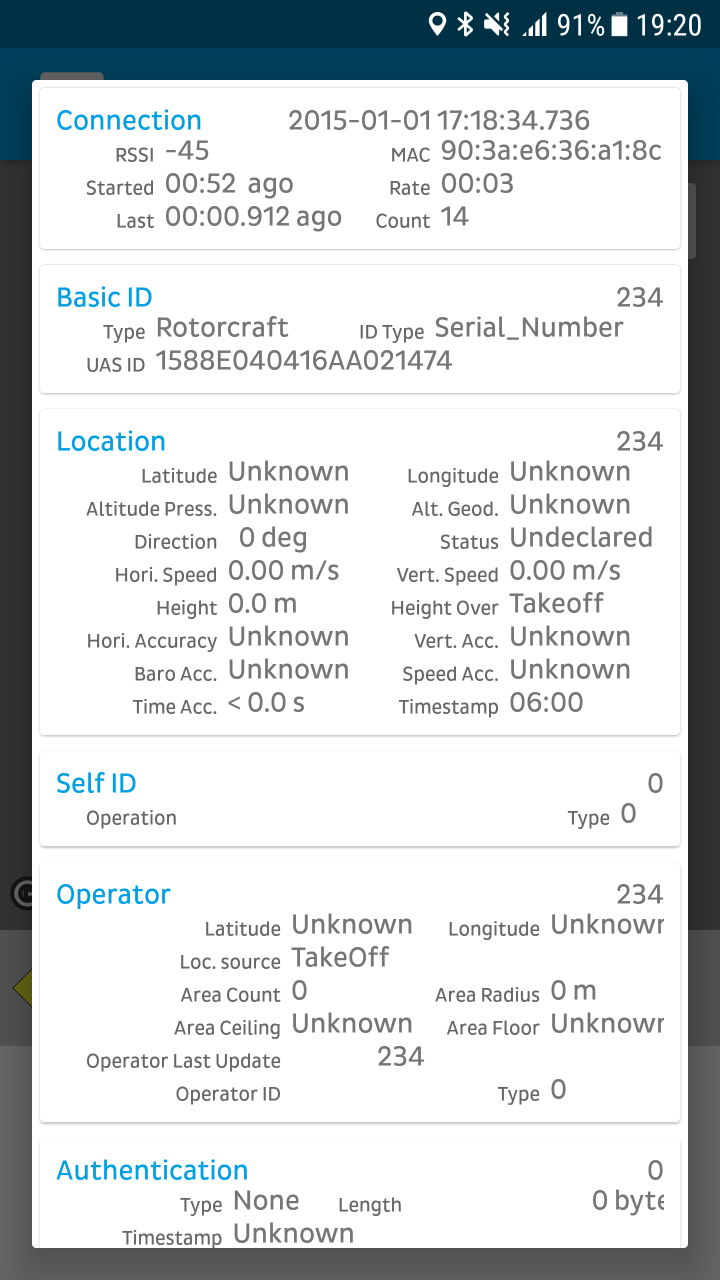 91% 19:20
Connection 2015-01-01 17:18:34.736
RSSI -45 MAC 90:3a:e6:36:a1:8c
Started 00:52 ago Rate 00:03
Last 00:00.912 ago Count 14
Basic ID 234
Type Rotorcraft ID Type Serial_Number
UAS ID 1588E040416AA021474
Location 234
Latitude Unknown Longitude Unknown
Altitude Press. Unknown Alt. Geod. Unknown
Direction 0 deg Status Undeclared
Hori. Speed 0.00 m/s Vert. Speed 0.00 m/s
Height 0.0 m Height Over Takeoff
Hori. Accuracy Unknown Vert. Acc. Unknown
Baro Acc. Unknown Speed Acc. Unknown
Time Acc. < 0.0 s Timestamp 06:00
Self ID 0
Operation Type 0
Operator 234
Latitude Unknown Longitude Unknown
Loc. source TakeOff
Area Count 0 Area Radius 0 m
Area Ceiling Unknown Area Floor Unknown
Operator Last Update 234
Operator ID Type 0
Authentication 0
Type None Length 0 byte
Timestamp Unknown